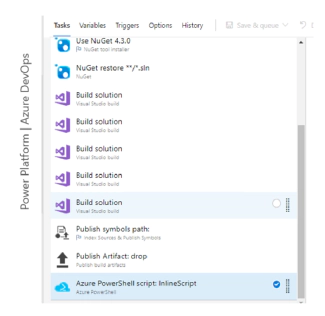 Power Platform | Azure DevOps
Tasks Variables Triggers Options History Save & queue
Use NuGet 4.3.0
NuGet tool installer
NuGet restore **/*.sln
NuGet
Build solution
Visual Studio build
Build solution
Visual Studio build
Build solution
Visual Studio build
Build solution
Visual Studio build
Build solution
Visual Studio build
Publish symbols path:
Index Sources & Publish Symbols
Publish Artifact: drop
Publish build artifacts
Azure PowerShell script: InlineScript
Azure PowerShell